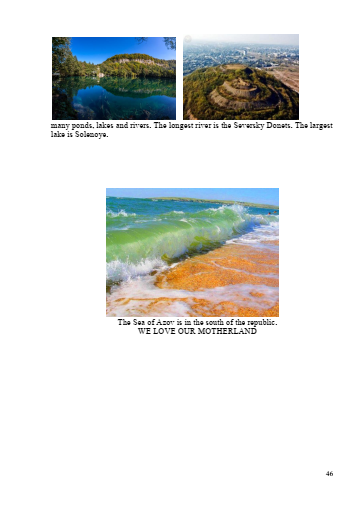 many ponds, lakes and rivers. The longest river is the Seversky Donets. The largest
lake is Solenoye.
The Sea of Azov is in the south of the republic.
WE LOVE OUR MOTHERLAND
46